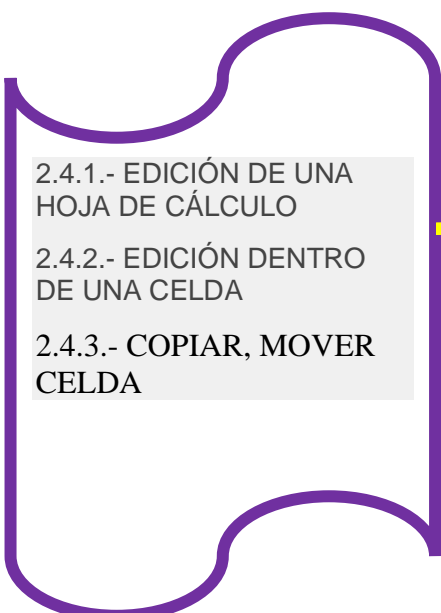 2.4.1.- EDICIÓN DE UNA
HOJA DE CÁLCULO
2.4.2.- EDICIÓN DENTRO
DE UNA CELDA
2.4.3.- COPIAR, MOVER
CELDA